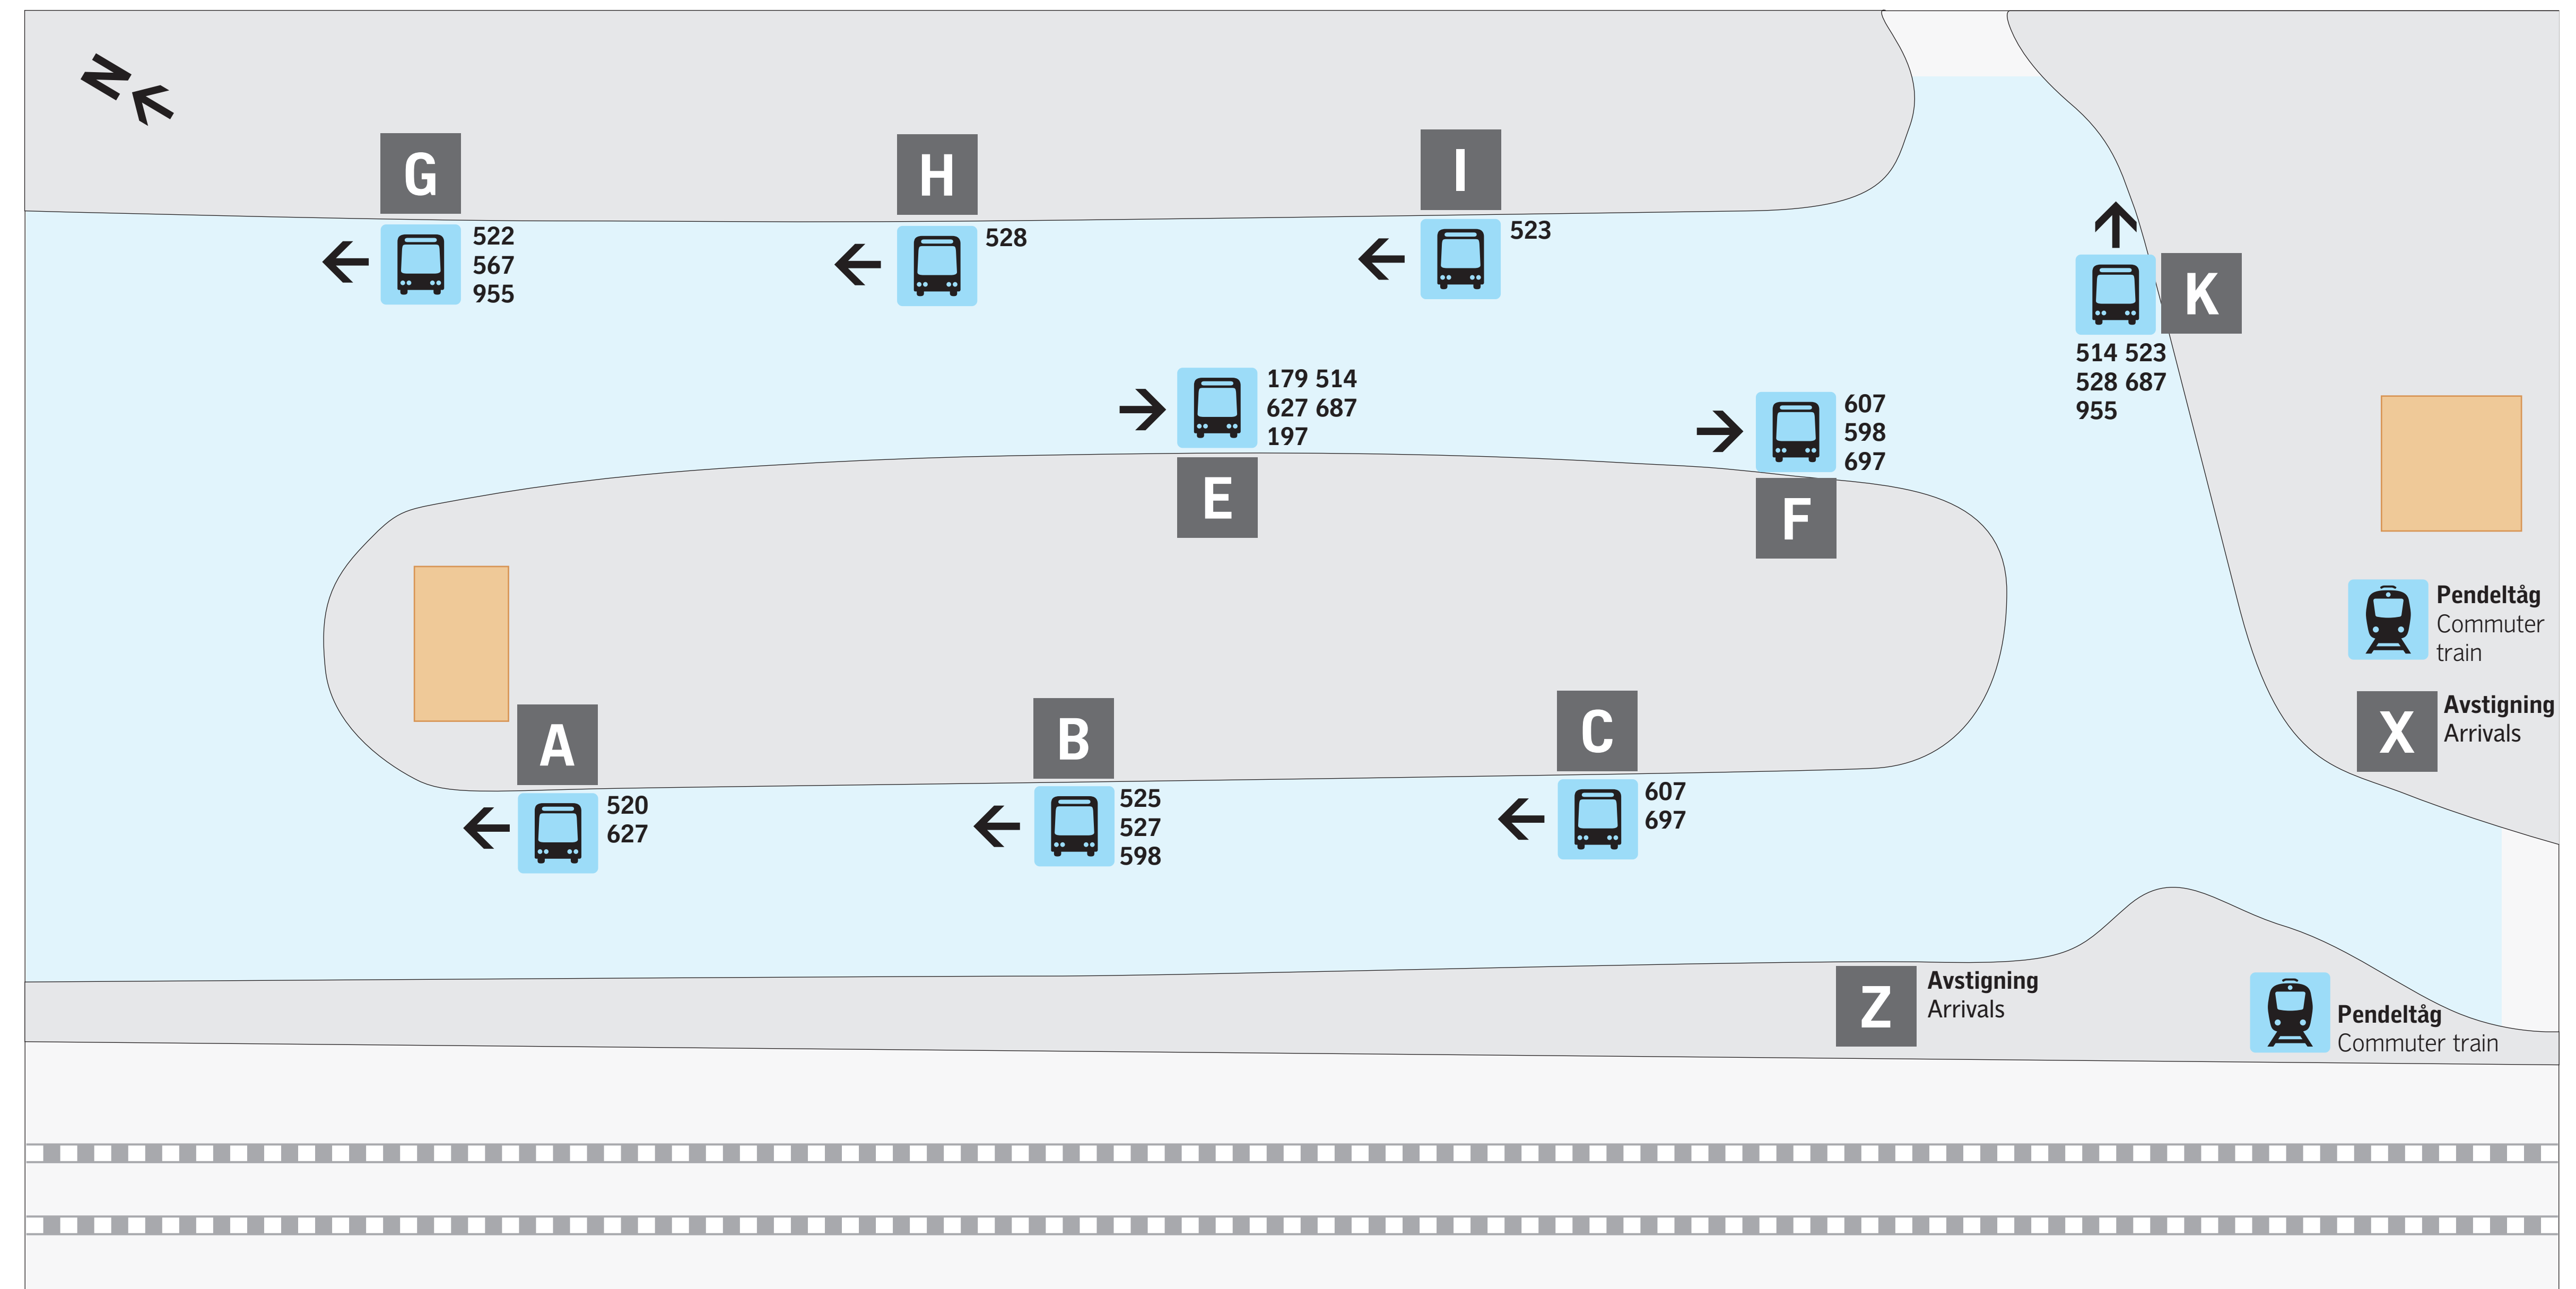 N
G
522
567
955
H
528
I
523
K
514 523
528 687
955
179 514
627 687
197
E
607
598
697
F
Pendeltåg
Commuter
train
X
Avstigning
Arrivals
A
520
627
B
525
527
598
C
607
697
Z
Avstigning
Arrivals
Pendeltåg
Commuter train